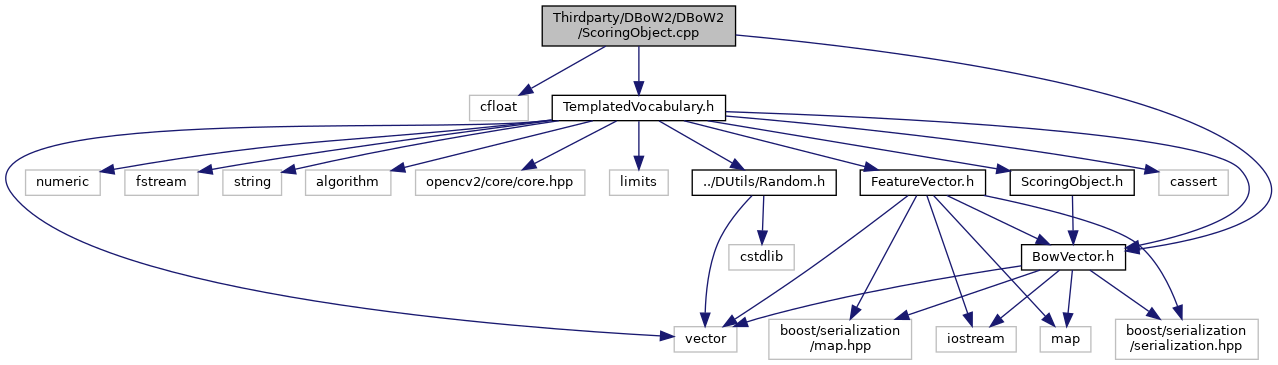 Thirdparty/DBoW2/DBoW2
/ScoringObject.cpp
cfloat
TemplatedVocabulary.h
numeric
fstream
string
algorithm
opencv2/core/core.hpp
limits
../DUtils/Random.h
FeatureVector.h
ScoringObject.h
cassert
cstdlib
BowVector.h
vector
boost/serialization
/map.hpp
iostream
map
boost/serialization
/serialization.hpp